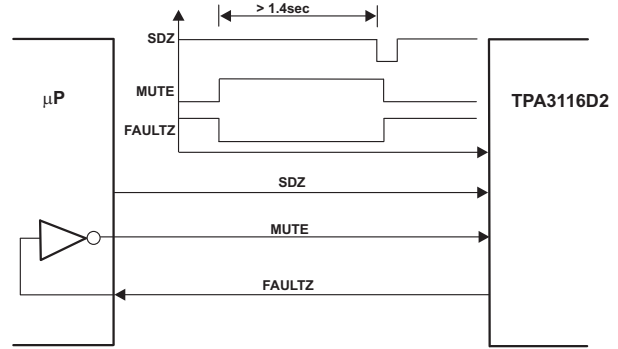 > 1.4sec
SDZ
MUTE
FAULTZ
μP
TPA3116D2
SDZ
MUTE
FAULTZ